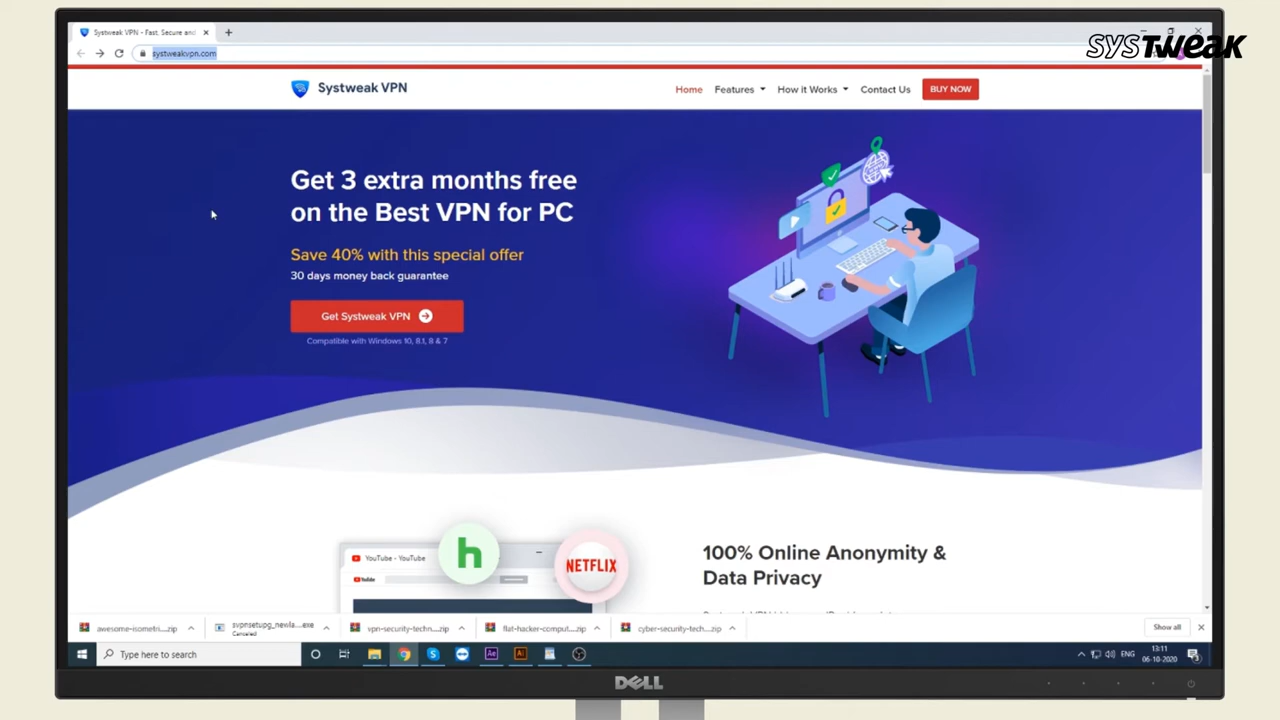 Systweak VPN - Fast. Secure and
SYSTWEAK
systweakvpn.com
Systweak VPN
Home
Features
How it Works
Contact Us
BUY NOW
Get 3 extra months free
on the Best VPN for PC
Save 40% with this special offer
30 days money back guarantee
Get Systweak VPN
Compatible with Windows 10, 8.1, 8 & 7
YouTube - YouTube
h
NETFLIX
YouTube
100% Online Anonymity &
Data Privacy
awesome-isometri....zip
svpnsetupg_newla....exe
Canceled
vpn-security-techn....zip
flat-hacker-comput....zip
cyber-security-tech....zip
Show all
Type here to search
S
Ae
Ai
ENG
13:11
06-10-2020
3
DELL